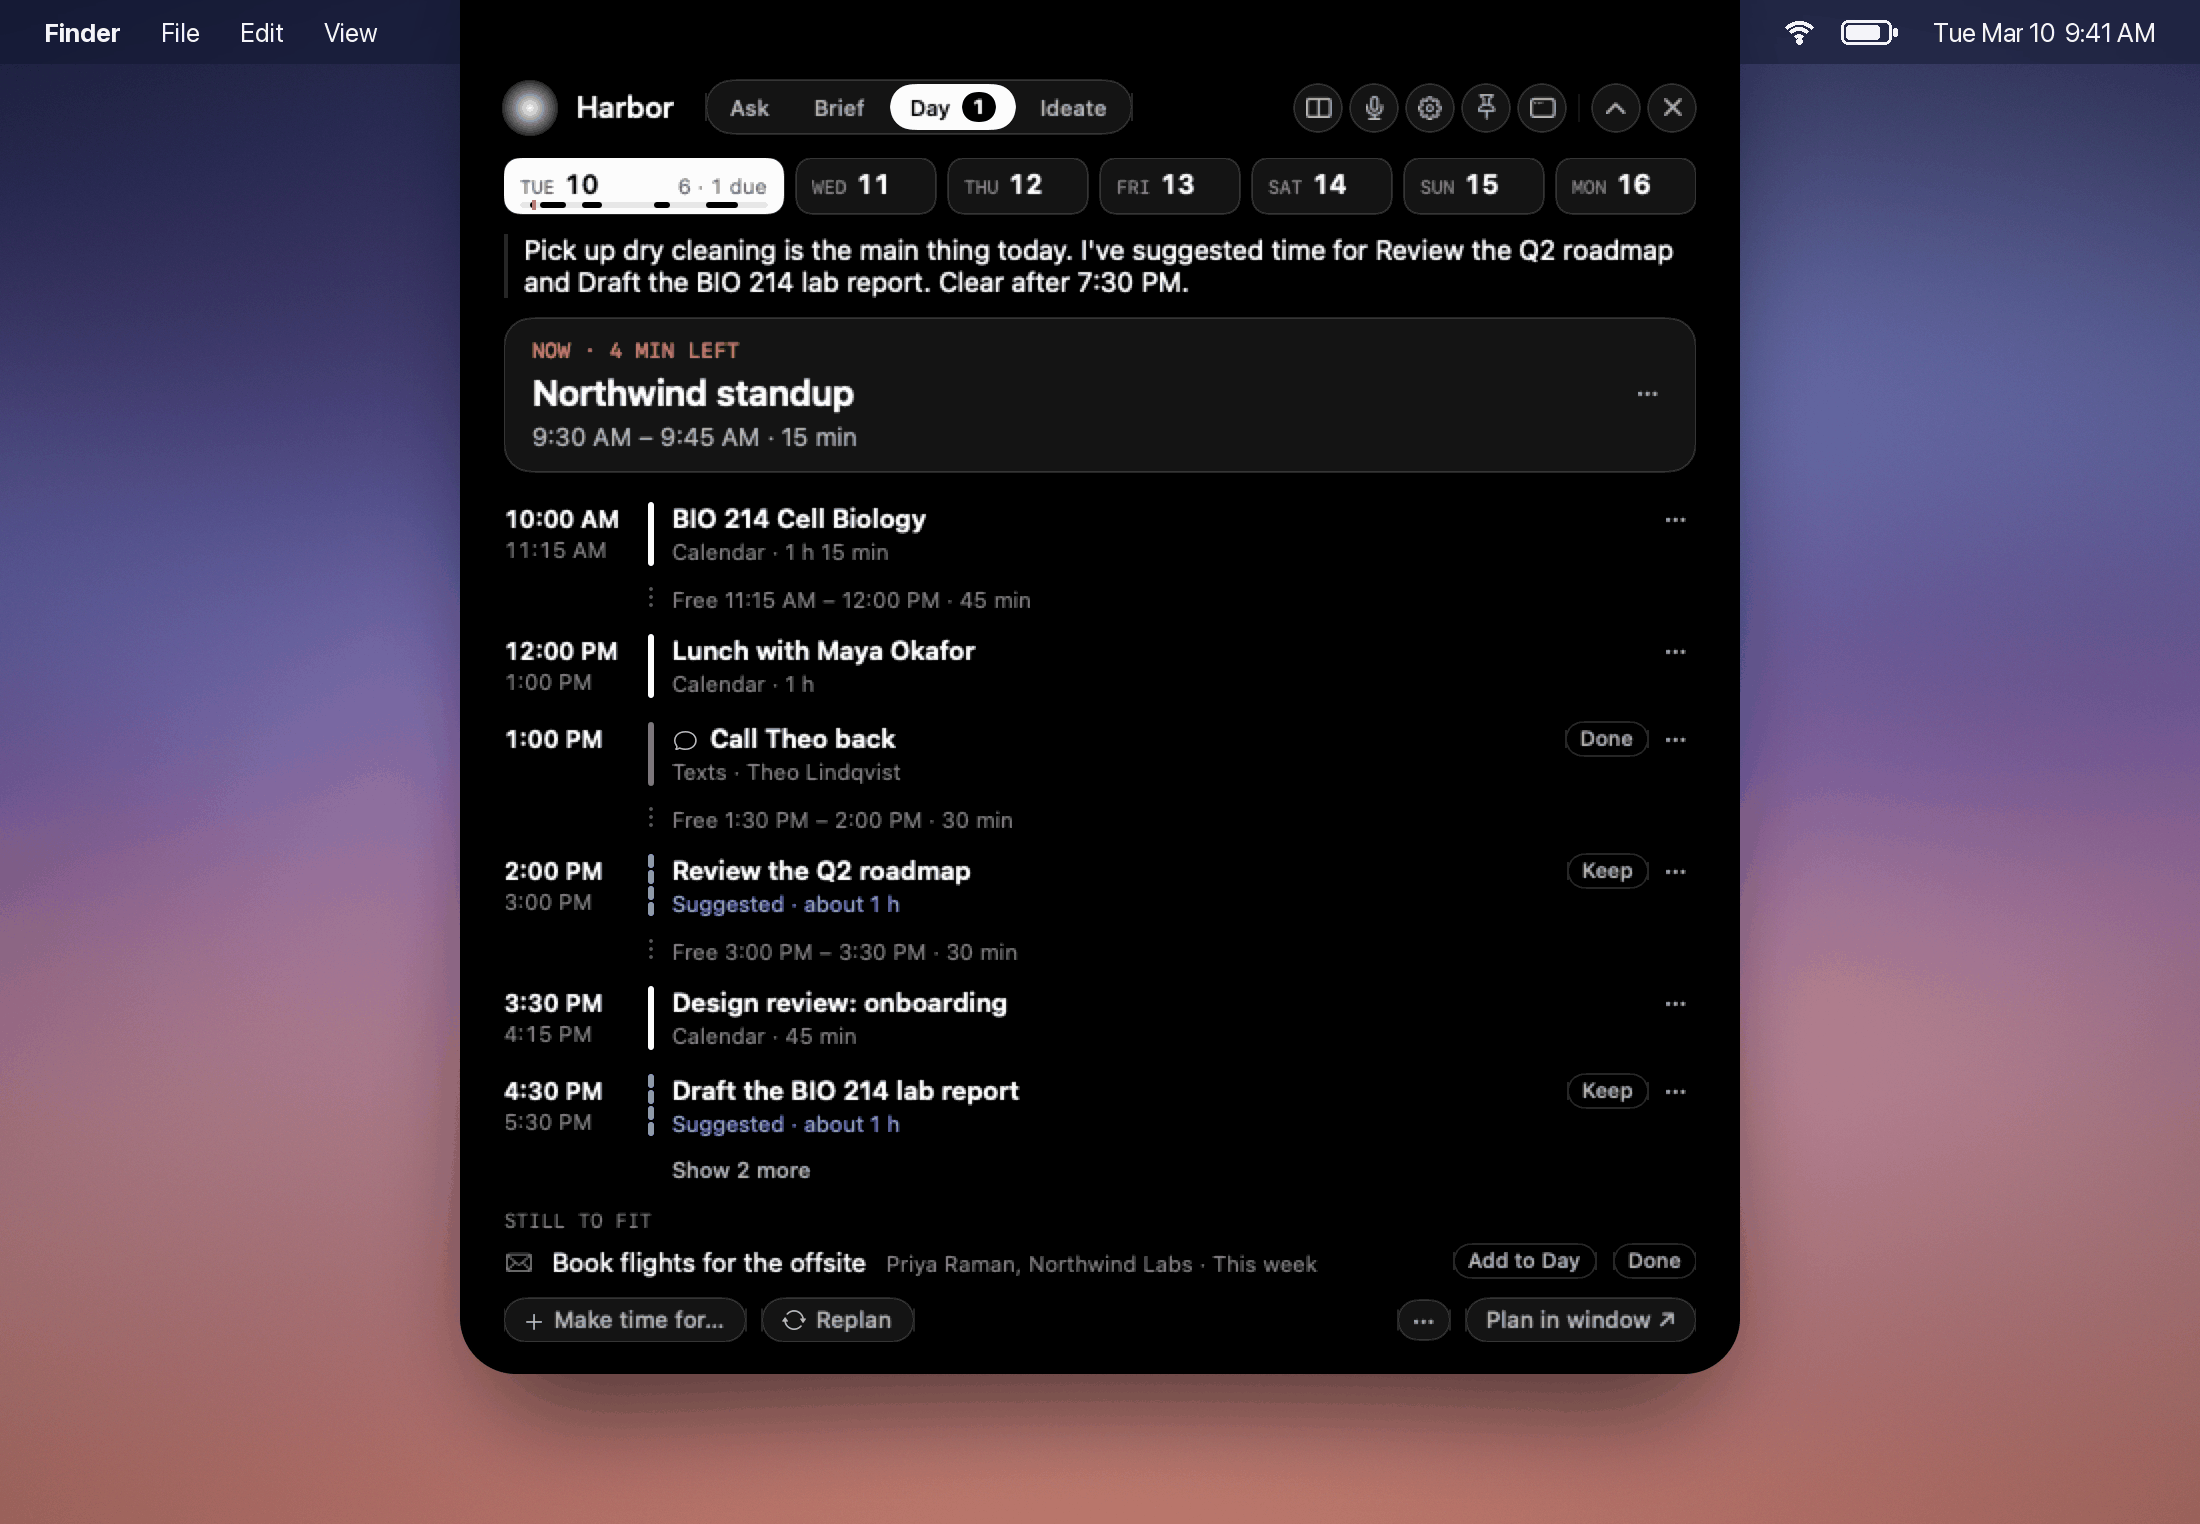 Finder File Edit View
Tue Mar 10 9:41 AM
Harbor
Ask Brief Day 1 Ideate
TUE 10 6 · 1 due
WED 11
THU 12
FRI 13
SAT 14
SUN 15
MON 16
Pick up dry cleaning is the main thing today. I've suggested time for Review the Q2 roadmap
and Draft the BIO 214 lab report. Clear after 7:30 PM.
NOW · 4 MIN LEFT
Northwind standup
9:30 AM – 9:45 AM · 15 min
10:00 AM BIO 214 Cell Biology
11:15 AM Calendar · 1 h 15 min
Free 11:15 AM – 12:00 PM · 45 min
12:00 PM Lunch with Maya Okafor
1:00 PM Calendar · 1 h
1:00 PM Call Theo back Done
Texts · Theo Lindqvist
Free 1:30 PM – 2:00 PM · 30 min
2:00 PM Review the Q2 roadmap Keep
3:00 PM Suggested · about 1 h
Free 3:00 PM – 3:30 PM · 30 min
3:30 PM Design review: onboarding
4:15 PM Calendar · 45 min
4:30 PM Draft the BIO 214 lab report Keep
5:30 PM Suggested · about 1 h
Show 2 more
STILL TO FIT
Book flights for the offsite Priya Raman, Northwind Labs · This week Add to Day Done
+ Make time for... Replan ... Plan in window ↗